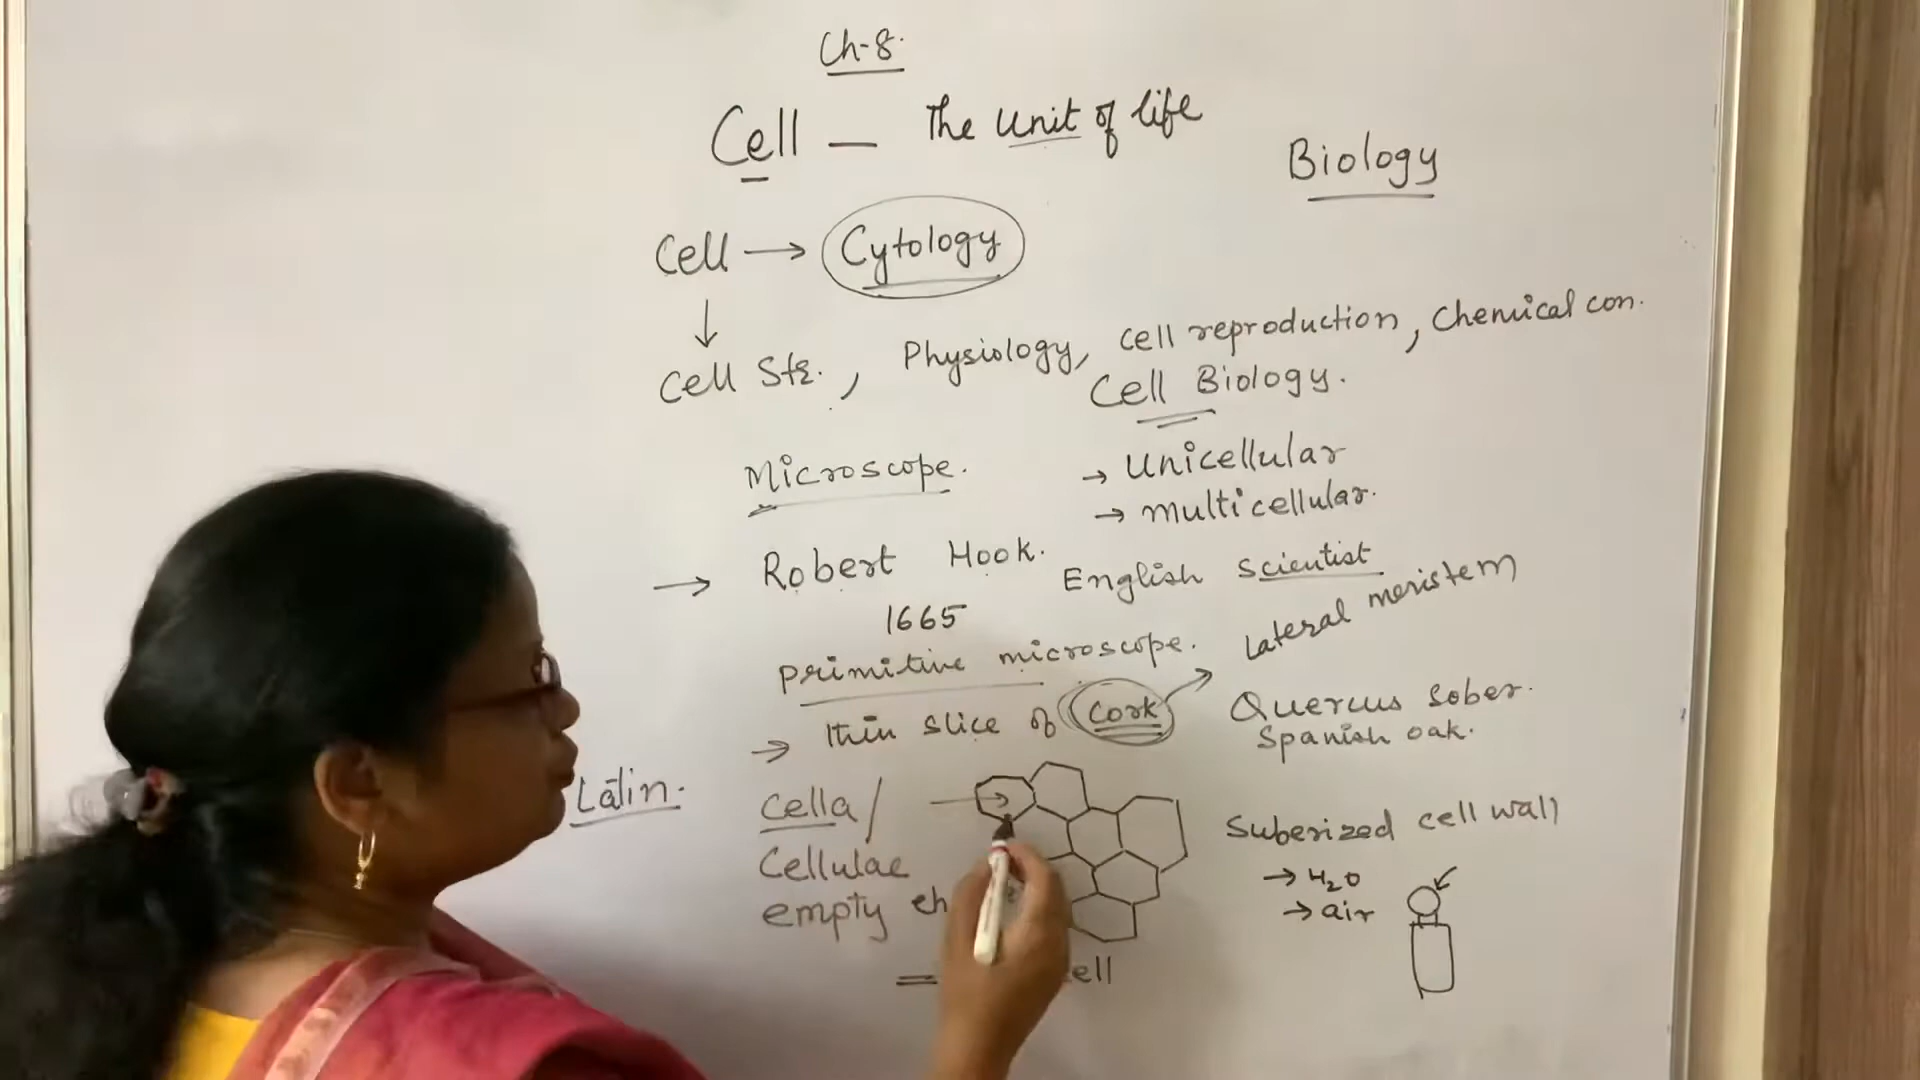 Ch-8.
Cell — The Unit of life
Biology
Cell → Cytology
↓
Cell Str., Physiology, cell reproduction, Chemical con.
Cell Biology.
Microscope.
→ Unicellular
→ Multicellular.
→ Robert Hook. English Scientist
1665
primitive microscope.
Lateral meristem
→ thin slice of Cork
Quercus Sober.
Spanish oak.
Latin. Cella/
Cellulae
empty
Suberized cell wall
→ H2O
→ air
=